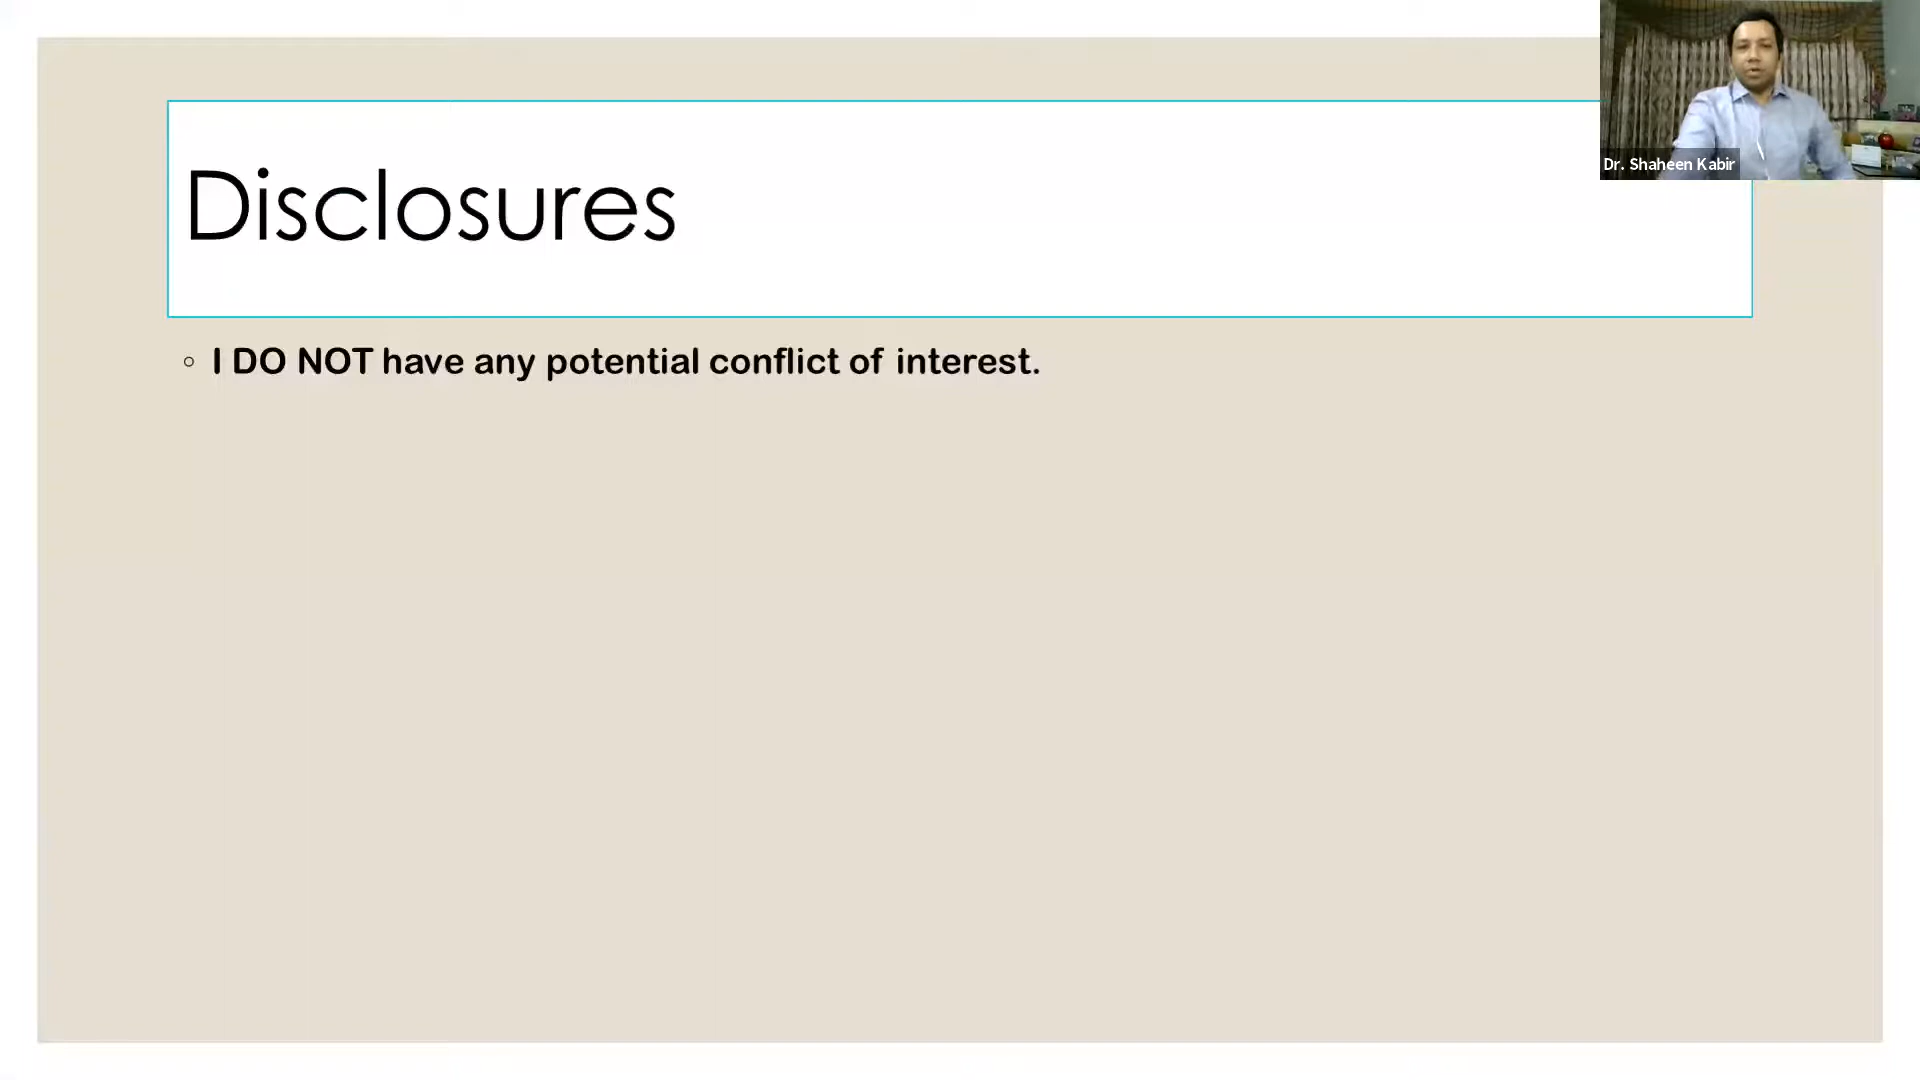 Disclosures
Dr. Shaheen Kabir
◦ I DO NOT have any potential conflict of interest.